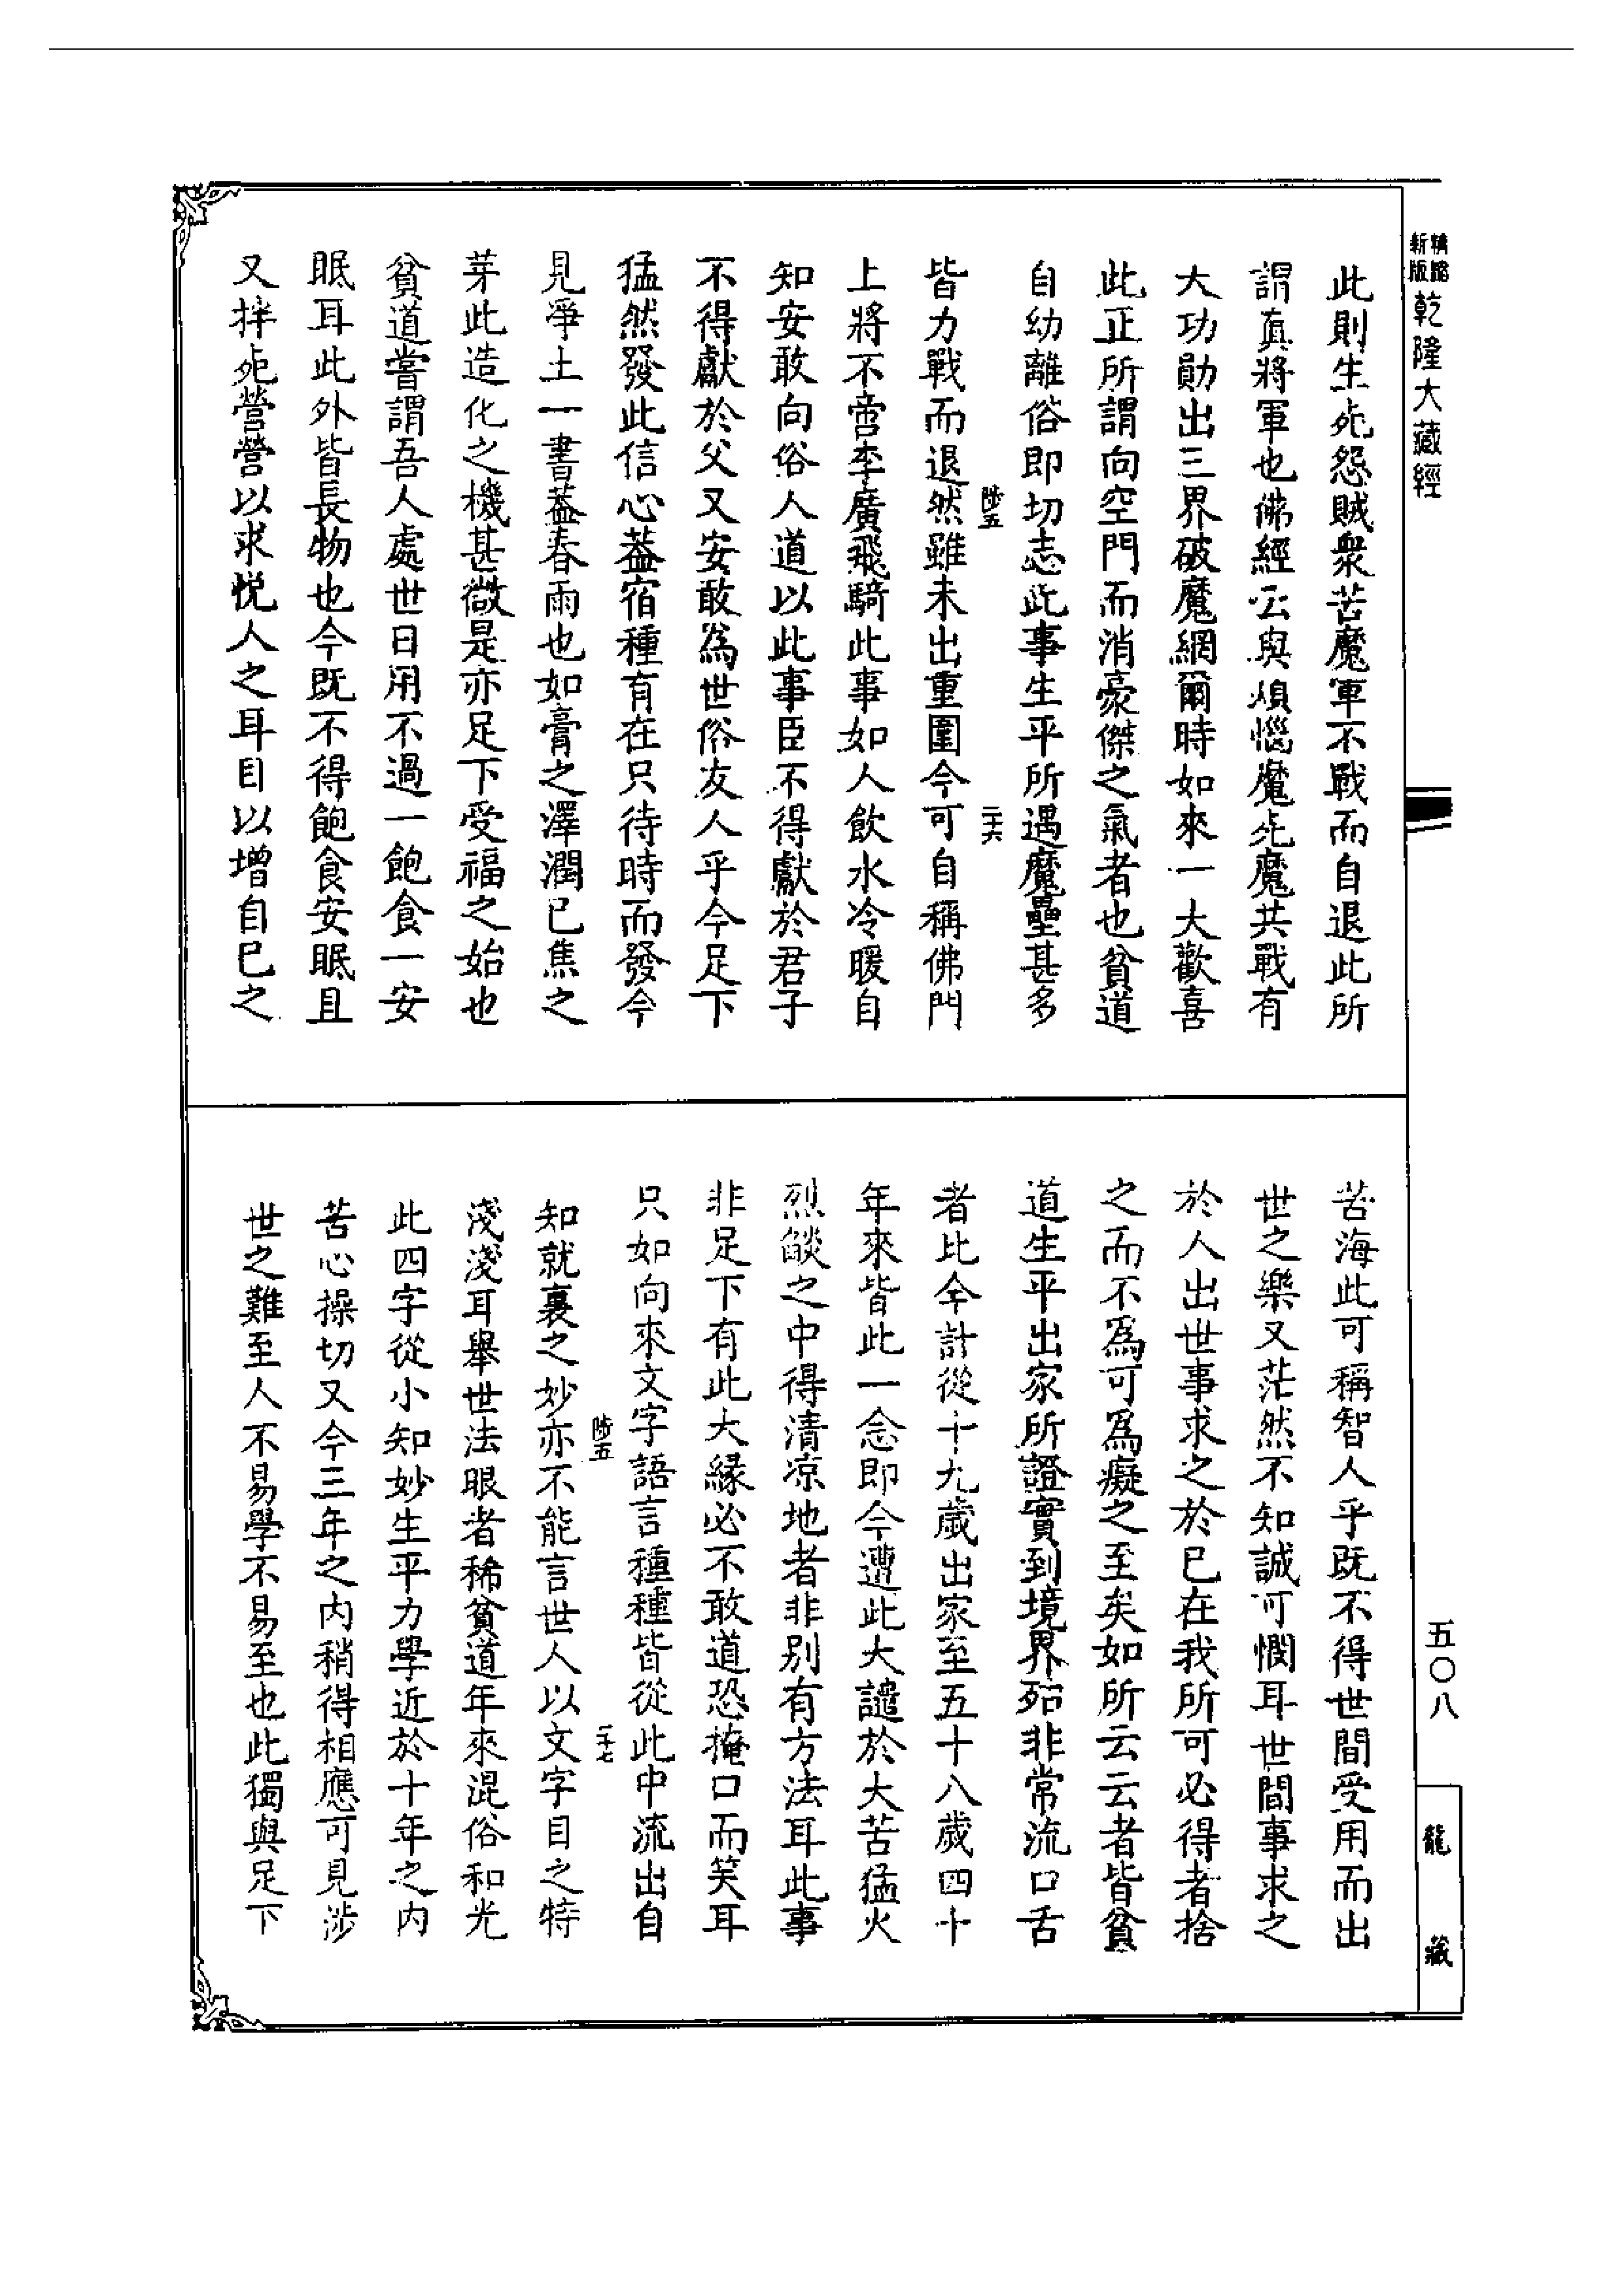 精縮新版乾隆大藏經
此則生死怨賊衆苦魔軍不戰而自退此所
謂真將軍也佛經云與煩惱魔死魔共戰有
大功勛出三界破魔網爾時如來一大歡喜
此正所謂向空門而消豪傑之氣者也貧道
自幼離俗即切志此事生平所遇魔壘甚多
陟五
二十六
皆力戰而退然雖未出重圍今可自稱佛門
上將不啻李廣飛騎此事如人飲水冷暖自
知安敢向俗人道以此事臣不得獻於君子
不得獻於父又安敢為世俗友人乎今足下
猛然發此信心葢宿種有在只待時而發今
見淨土一書葢春雨也如膏之澤潤已焦之
芽此造化之機甚微是亦足下受福之始也
貧道嘗謂吾人處世日用不過一飽食一安
眠耳此外皆長物也今既不得飽食安眠且
又拌死營營以求悅人之耳目以增自己之
苦海此可稱智人乎既不得世間受用而出
世之樂又茫然不知誠可憫耳世間事求之
於人出世事求之於已在我所可必得者捨
之而不為可為癡之至矣如所云云者皆貧
道生平出家所證實到境界殆非常流口舌
者比今計從十九歲出家至五十八歲四十
年來皆此一念即今遭此大譴於大苦猛火
烈燄之中得清凉地者非別有方法耳此事
非足下有此大緣必不敢道恐掩口而笑耳
只如向來文字語言種種皆從此中流出自
陟五
二十七
知就裏之妙亦不能言世人以文字目之特
淺淺耳舉世法眼者稀貧道年來混俗和光
此四字從小知妙生平力學近於十年之內
苦心操切又今三年之內稍得相應可見涉
世之難至人不易學不易至也此獨與足下
五〇八
龍藏